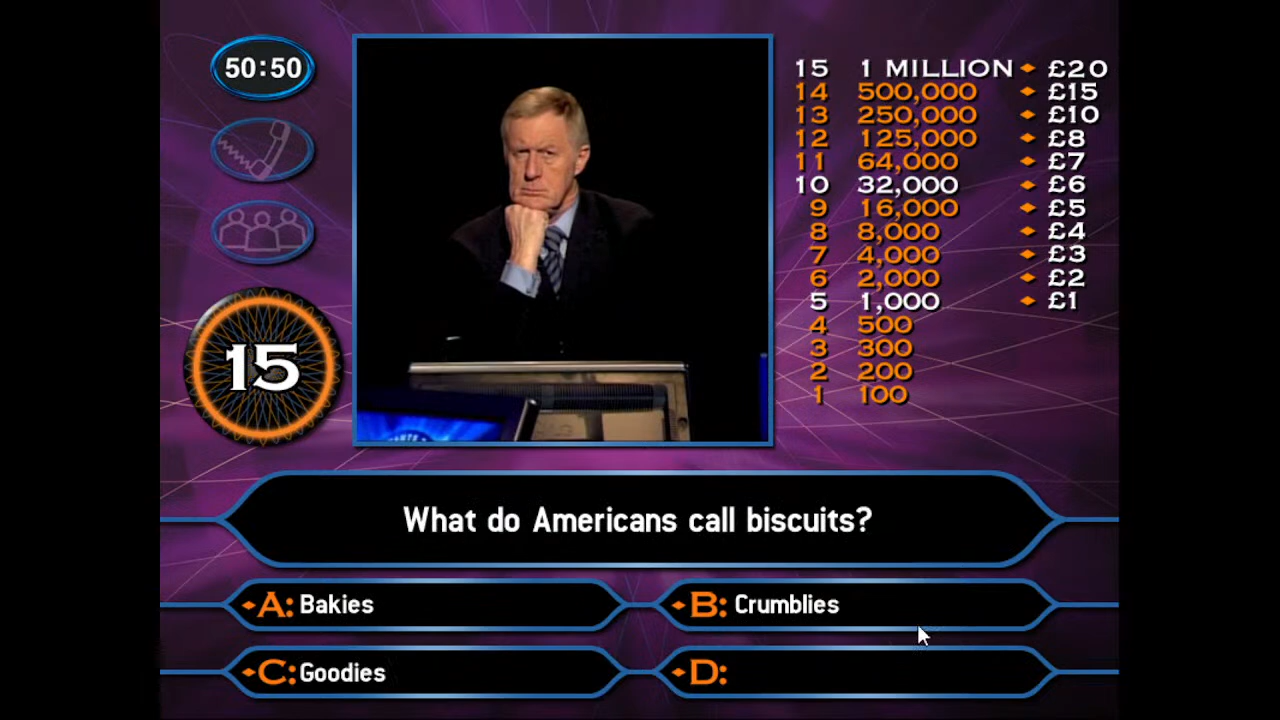 50:50
15
15 1 MILLION £20
14 500,000 £15
13 250,000 £10
12 125,000 £8
11 64,000 £7
10 32,000 £6
9 16,000 £5
8 8,000 £4
7 4,000 £3
6 2,000 £2
5 1,000 £1
4 500
3 300
2 200
1 100
What do Americans call biscuits?
A: Bakies
B: Crumblies
C: Goodies
D: